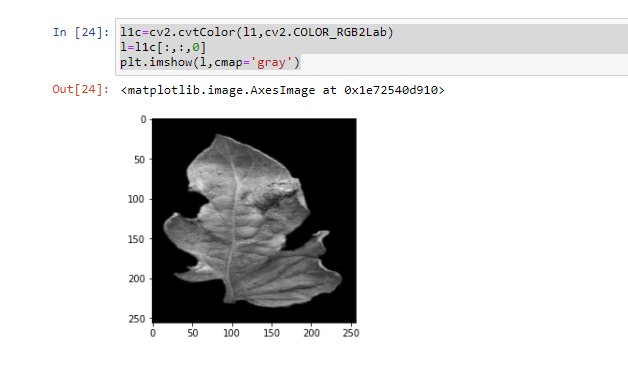 In [24]: l1c=cv2.cvtColor(l1,cv2.COLOR_RGB2Lab)
l=l1c[:,:,0]
plt.imshow(l,cmap='gray')
Out[24]: <matplotlib.image.AxesImage at 0x1e72540d910>
0
50
100
150
200
250
0 50 100 150 200 250